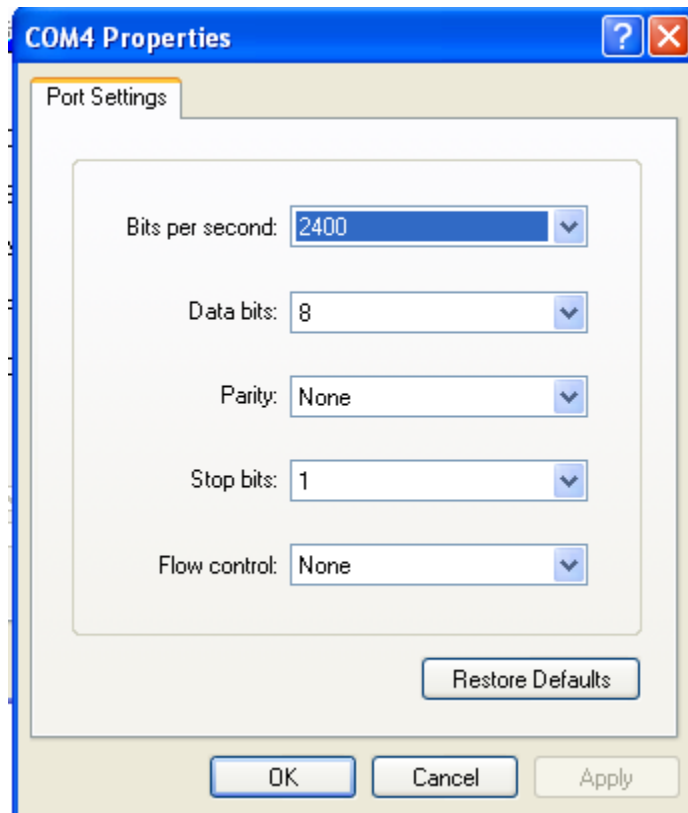 COM4 Properties
Port Settings
Bits per second: 2400
Data bits: 8
Parity: None
Stop bits: 1
Flow control: None
Restore Defaults
OK Cancel Apply